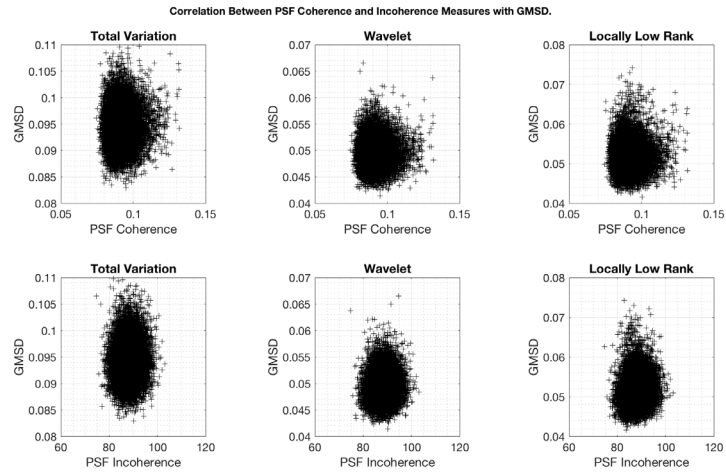 Correlation Between PSF Coherence and Incoherence Measures with GMSD.
Total Variation
0.11
0.105
0.1
0.095
0.09
0.085
0.08
GMSD
0.05 0.1 0.15
PSF Coherence
Wavelet
0.07
0.065
0.06
0.055
0.05
0.045
0.04
GMSD
0.05 0.1 0.15
PSF Coherence
Locally Low Rank
0.08
0.07
0.06
0.05
0.04
GMSD
0.05 0.1 0.15
PSF Coherence
Total Variation
0.11
0.105
0.1
0.095
0.09
0.085
0.08
GMSD
60 80 100 120
PSF Incoherence
Wavelet
0.07
0.065
0.06
0.055
0.05
0.045
0.04
GMSD
60 80 100 120
PSF Incoherence
Locally Low Rank
0.08
0.07
0.06
0.05
0.04
GMSD
60 80 100 120
PSF Incoherence